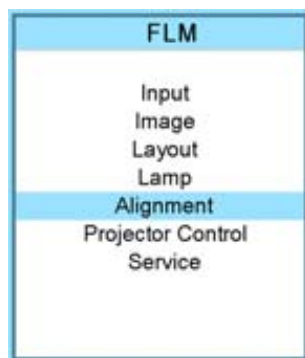 FLM
Input
Image
Layout
Lamp
Alignment
Projector Control
Service